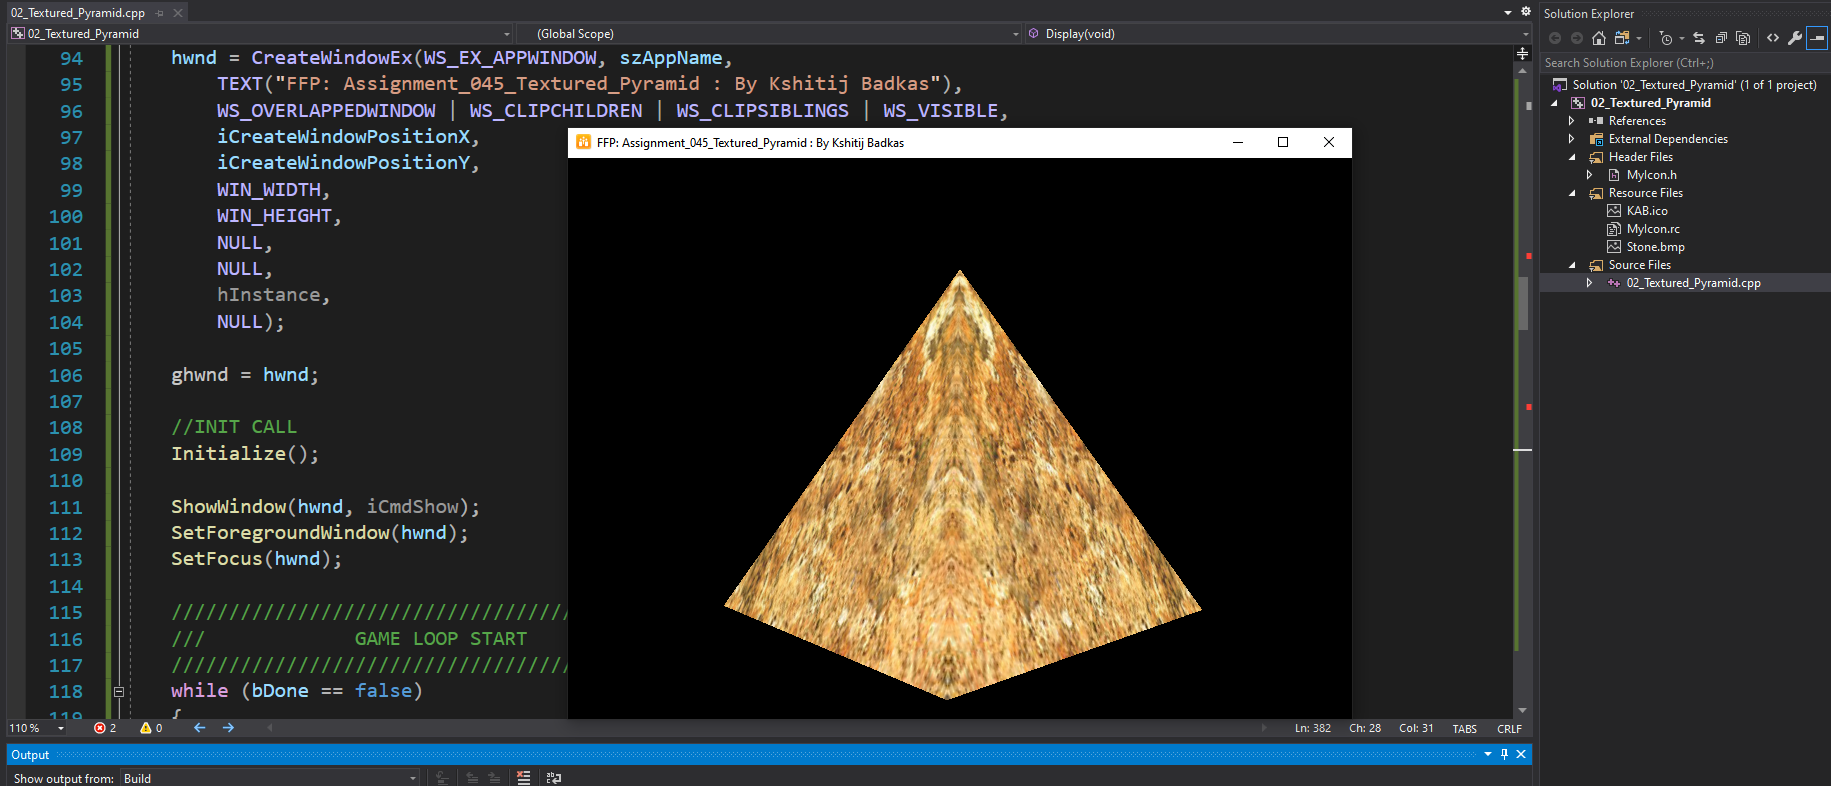 02_Textured_Pyramid.cpp
02_Textured_Pyramid
(Global Scope)
Display(void)
94 hwnd = CreateWindowEx(WS_EX_APPWINDOW, szAppName,
95 TEXT("FFP: Assignment_045_Textured_Pyramid : By Kshitij Badkas"),
96 WS_OVERLAPPEDWINDOW | WS_CLIPCHILDREN | WS_CLIPSIBLINGS | WS_VISIBLE,
97 iCreateWindowPositionX,
98 iCreateWindowPositionY,
99 WIN_WIDTH,
100 WIN_HEIGHT,
101 NULL,
102 NULL,
103 hInstance,
104 NULL);
105
106 ghwnd = hwnd;
107
108 //INIT CALL
109 Initialize();
110
111 ShowWindow(hwnd, iCmdShow);
112 SetForegroundWindow(hwnd);
113 SetFocus(hwnd);
114
115 ///////////////////////////////////
116 /// GAME LOOP START
117 ///////////////////////////////////
118 while (bDone == false)
119 {
FFP: Assignment_045_Textured_Pyramid : By Kshitij Badkas
110 %
2
0
Ln: 382 Ch: 28 Col: 31 TABS CRLF
Output
Show output from: Build
Solution Explorer
Search Solution Explorer (Ctrl+;)
Solution '02_Textured_Pyramid' (1 of 1 project)
02_Textured_Pyramid
References
External Dependencies
Header Files
MyIcon.h
Resource Files
KAB.ico
MyIcon.rc
Stone.bmp
Source Files
02_Textured_Pyramid.cpp